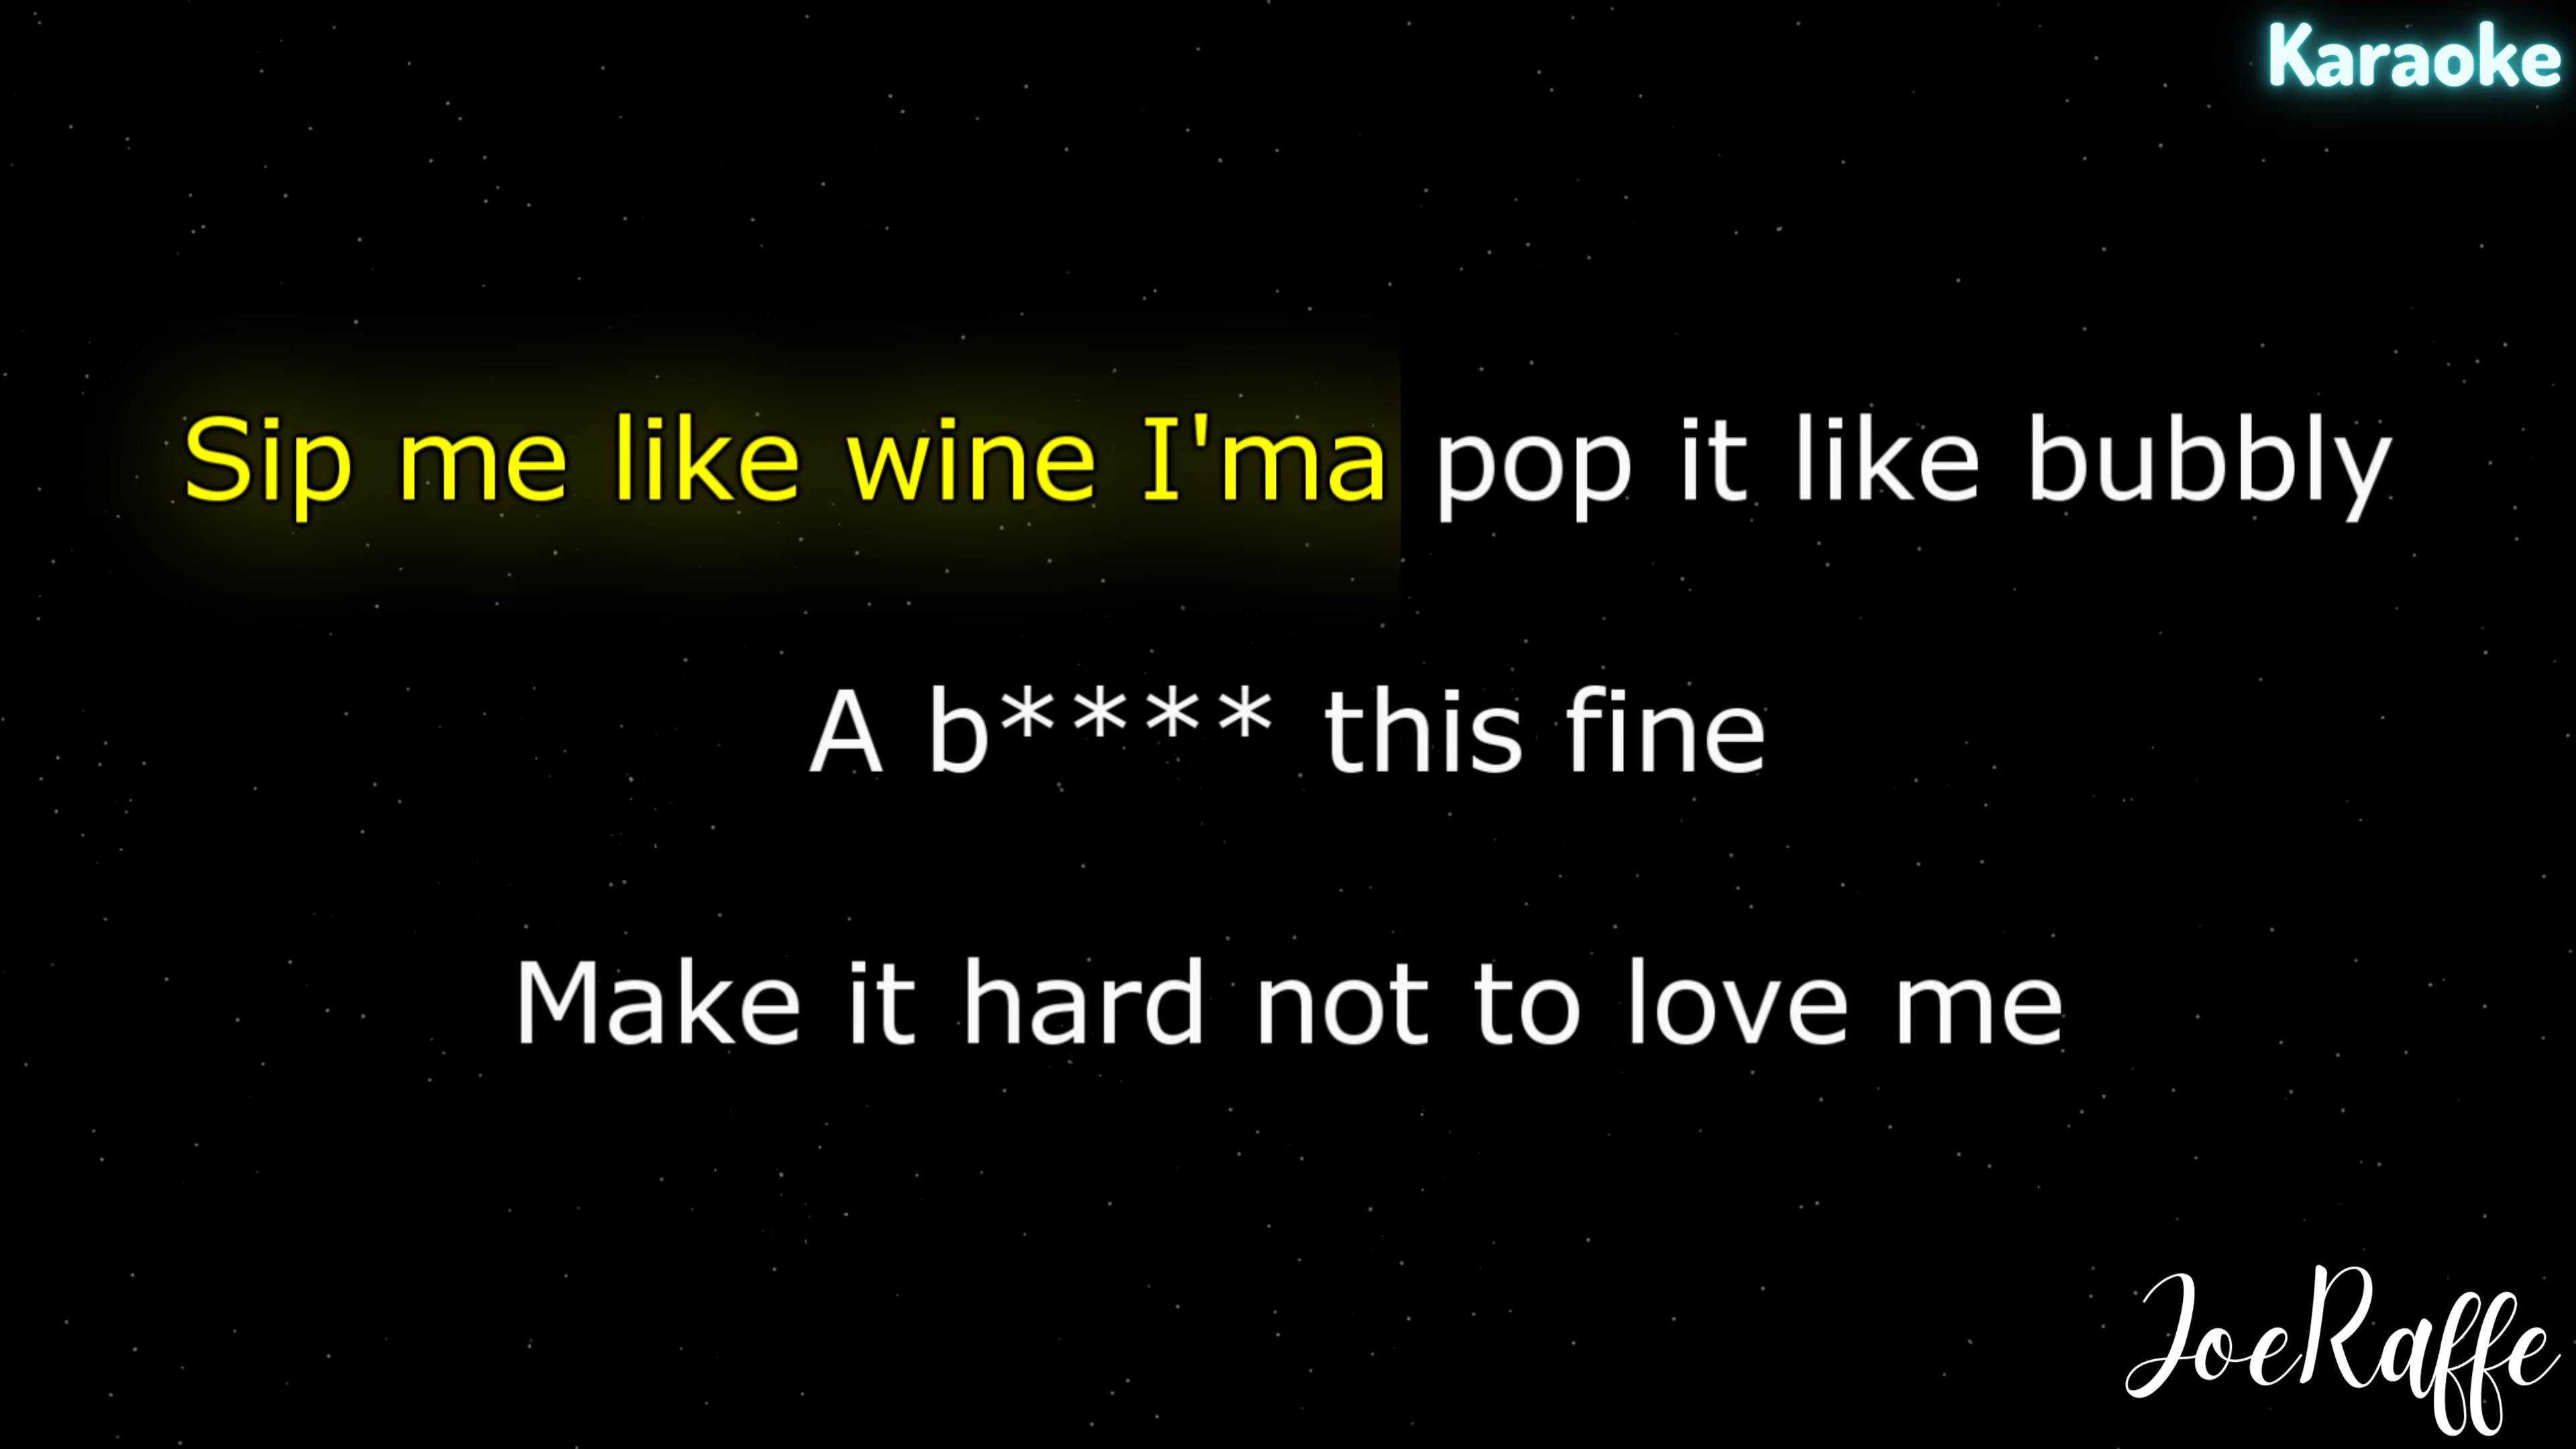 Karaoke
Sip me like wine I'ma pop it like bubbly
A b**** this fine
Make it hard not to love me
JoeRaffe